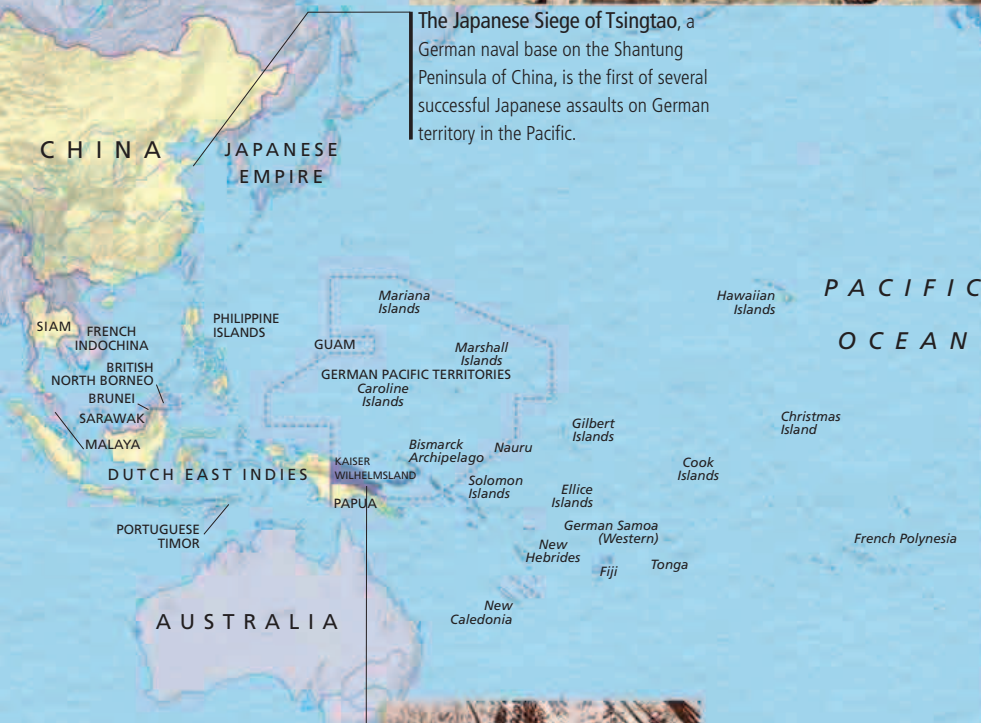 The Japanese Siege of Tsingtao, a
German naval base on the Shantung
Peninsula of China, is the first of several
successful Japanese assaults on German
territory in the Pacific.
CHINA
JAPANESE
EMPIRE
PACIFIC
OCEAN
Mariana
Islands
Hawaiian
Islands
SIAM
FRENCH
INDOCHINA
PHILIPPINE
ISLANDS
GUAM
Marshall
Islands
GERMAN PACIFIC TERRITORIES
Caroline
Islands
BRITISH
NORTH BORNEO
BRUNEI
SARAWAK
MALAYA
Gilbert
Islands
Christmas
Island
Bismarck
Archipelago
Nauru
DUTCH EAST INDIES
KAISER
WILHELMSLAND
PAPUA
Solomon
Islands
Cook
Islands
Ellice
Islands
PORTUGUESE
TIMOR
German Samoa
(Western)
New
Hebrides
Fiji
Tonga
French Polynesia
New
Caledonia
AUSTRALIA